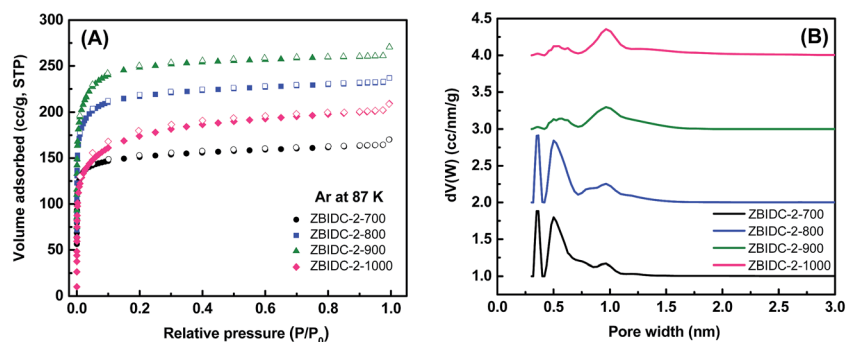 (A)
300
250
200
150
100
50
0
Volume adsorbed (cc/g, STP)
Ar at 87 K
ZBIDC-2-700
ZBIDC-2-800
ZBIDC-2-900
ZBIDC-2-1000
0.0 0.2 0.4 0.6 0.8 1.0
Relative pressure (P/P0)
(B)
4.5
4.0
3.5
3.0
2.5
2.0
1.5
1.0
dV(W) (cc/nm/g)
ZBIDC-2-700
ZBIDC-2-800
ZBIDC-2-900
ZBIDC-2-1000
0.0 0.5 1.0 1.5 2.0 2.5 3.0
Pore width (nm)